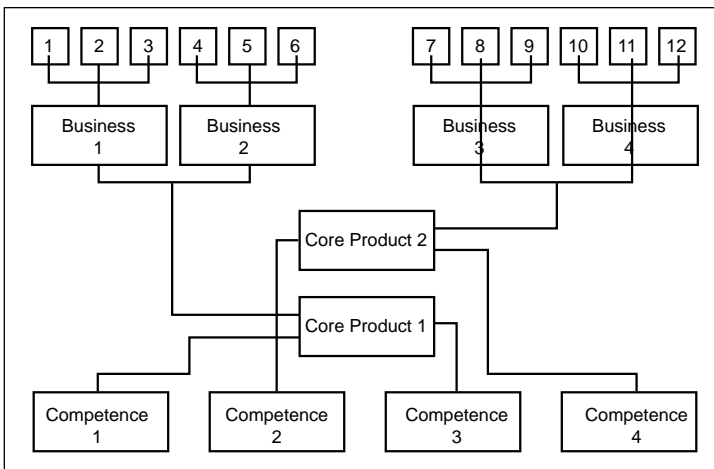 1 2 3 4 5 6 7 8 9 10 11 12
Business
1
Business
2
Business
3
Business
4
Core Product 2
Core Product 1
Competence
1
Competence
2
Competence
3
Competence
4